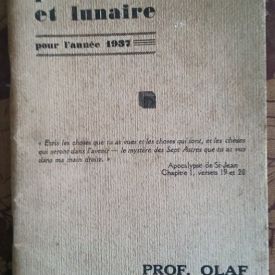 et lunaire
pour l'année 1937
« Ecris les choses que tu as vues et les choses qui sont, et les choses
qui seront dans l'avenir — le mystère des Sept Astres que tu as vus
dans ma main droite. »
Apocalypse de St-Jean
Chapitre 1, versets 19 et 20
PROF. OLAF